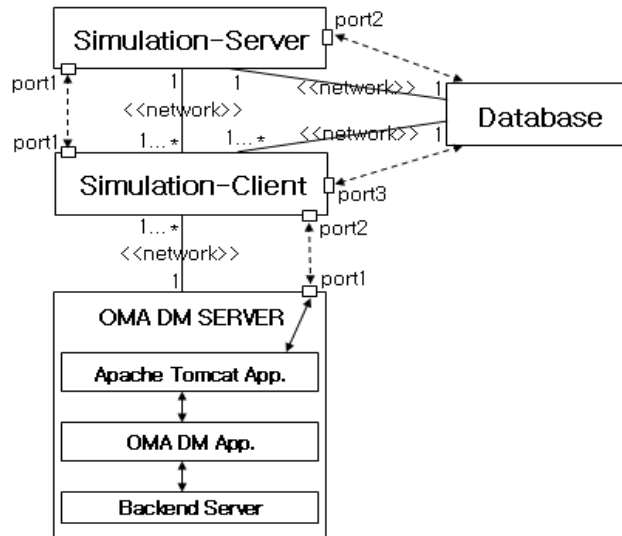 port2
Simulation-Server
port1
1
1
<<network>>
1
<<network>>
Database
<<network>>
1
port1
1...*
1...*
Simulation-Client
port3
1...*
port2
<<network>>
1
port1
OMA DM SERVER
Apache Tomcat App.
OMA DM App.
Backend Server